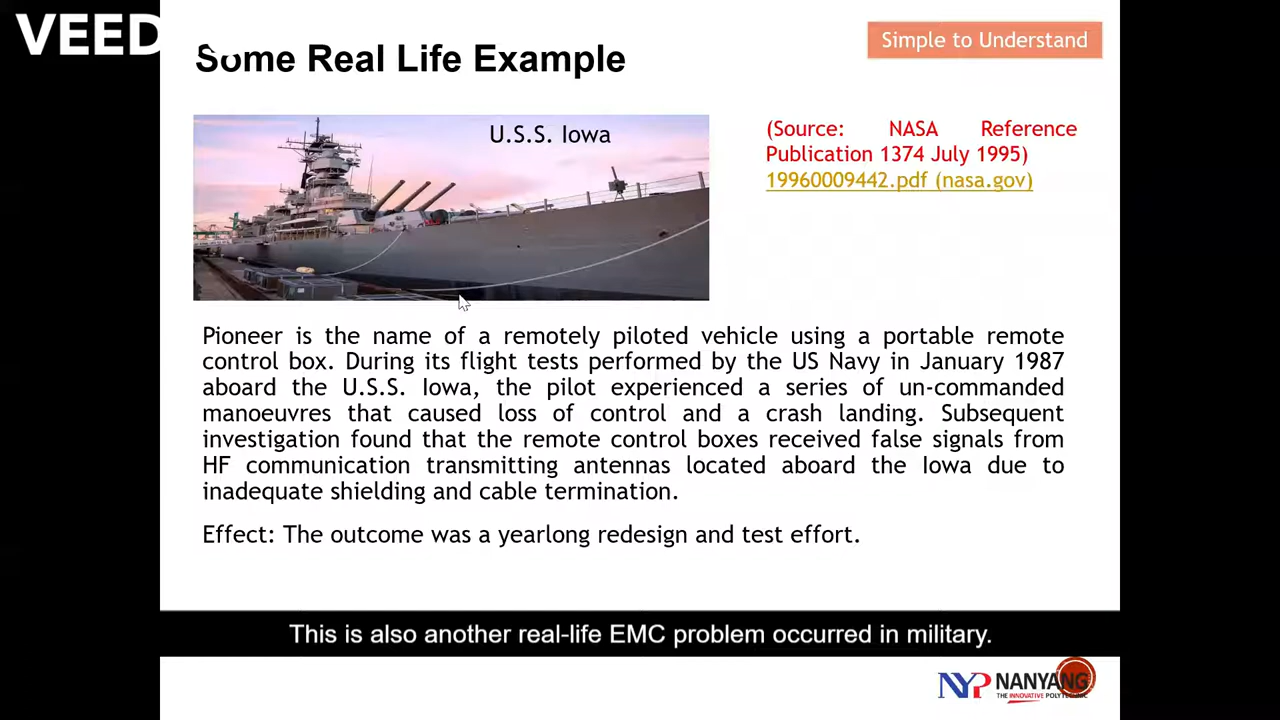 VEED
Some Real Life Example
Simple to Understand
U.S.S. Iowa
(Source: NASA Reference
Publication 1374 July 1995)
19960009442.pdf (nasa.gov)
Pioneer is the name of a remotely piloted vehicle using a portable remote
control box. During its flight tests performed by the US Navy in January 1987
aboard the U.S.S. Iowa, the pilot experienced a series of un-commanded
manoeuvres that caused loss of control and a crash landing. Subsequent
investigation found that the remote control boxes received false signals from
HF communication transmitting antennas located aboard the Iowa due to
inadequate shielding and cable termination.
Effect: The outcome was a yearlong redesign and test effort.
This is also another real-life EMC problem occurred in military.
NYP NANYANG
THE INNOVATIVE POLYTECHNIC